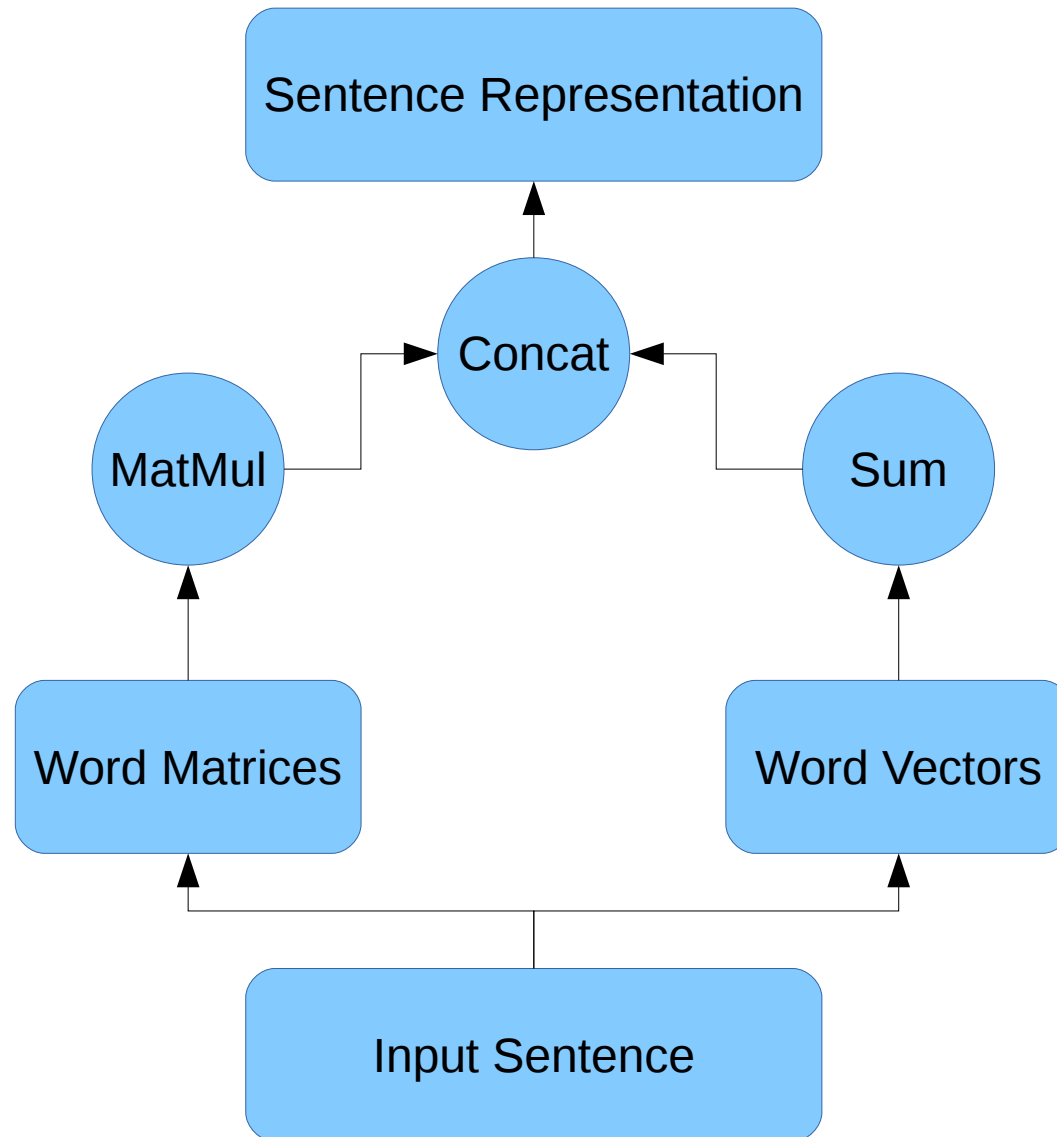 Sentence Representation
Concat
MatMul
Sum
Word Matrices
Word Vectors
Input Sentence